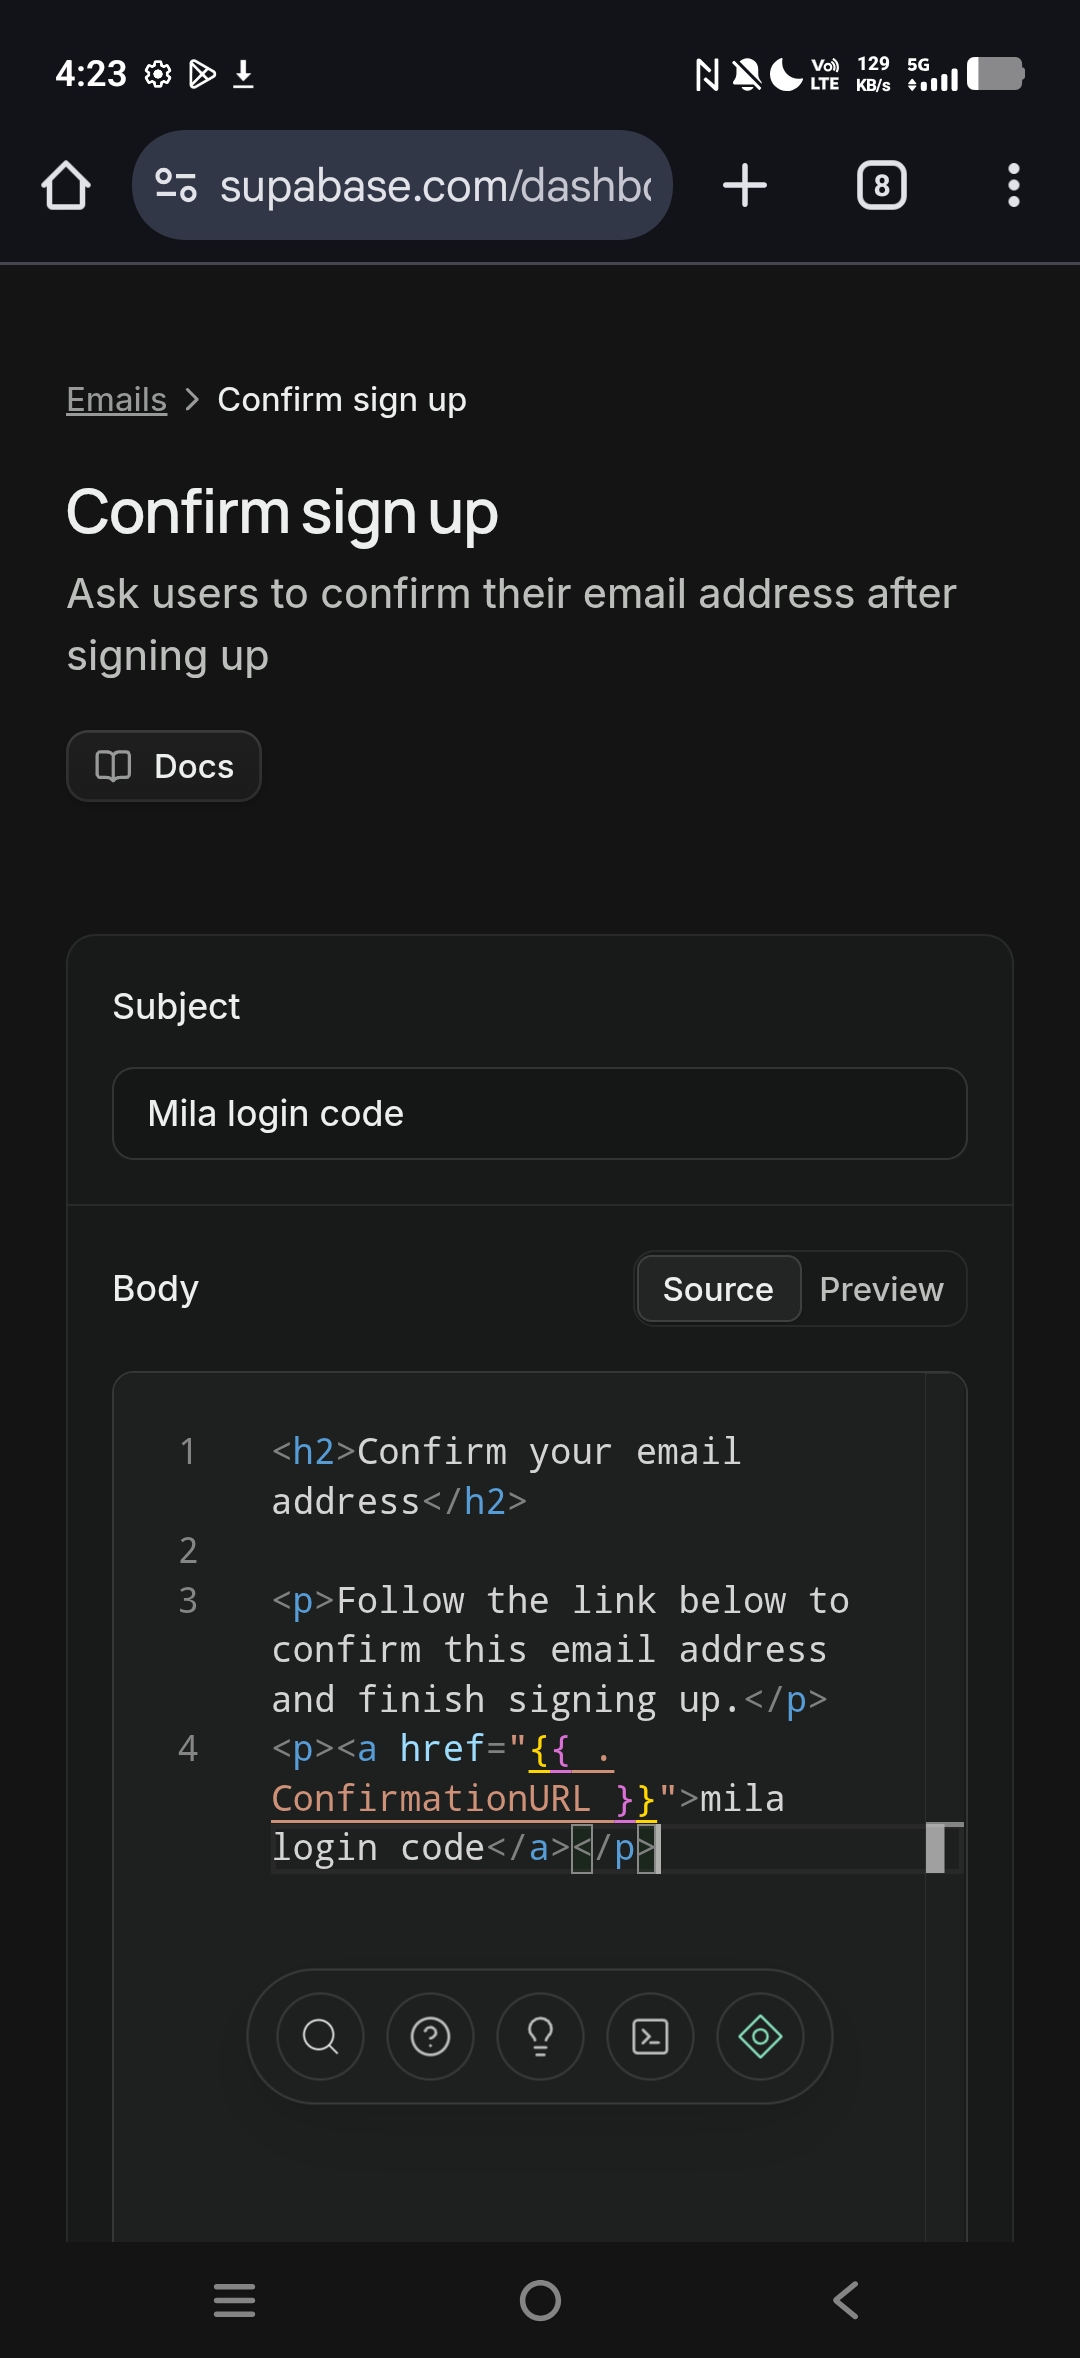 4:23
Vo)) LTE
129 KB/s
5G
supabase.com/dashbo
8
Emails > Confirm sign up
Confirm sign up
Ask users to confirm their email address after
signing up
Docs
Subject
Mila login code
Body
Source
Preview
1 <h2>Confirm your email
address</h2>
2
3 <p>Follow the link below to
confirm this email address
and finish signing up.</p>
4 <p><a href="{{ .
ConfirmationURL }}">mila
login code</a></p>